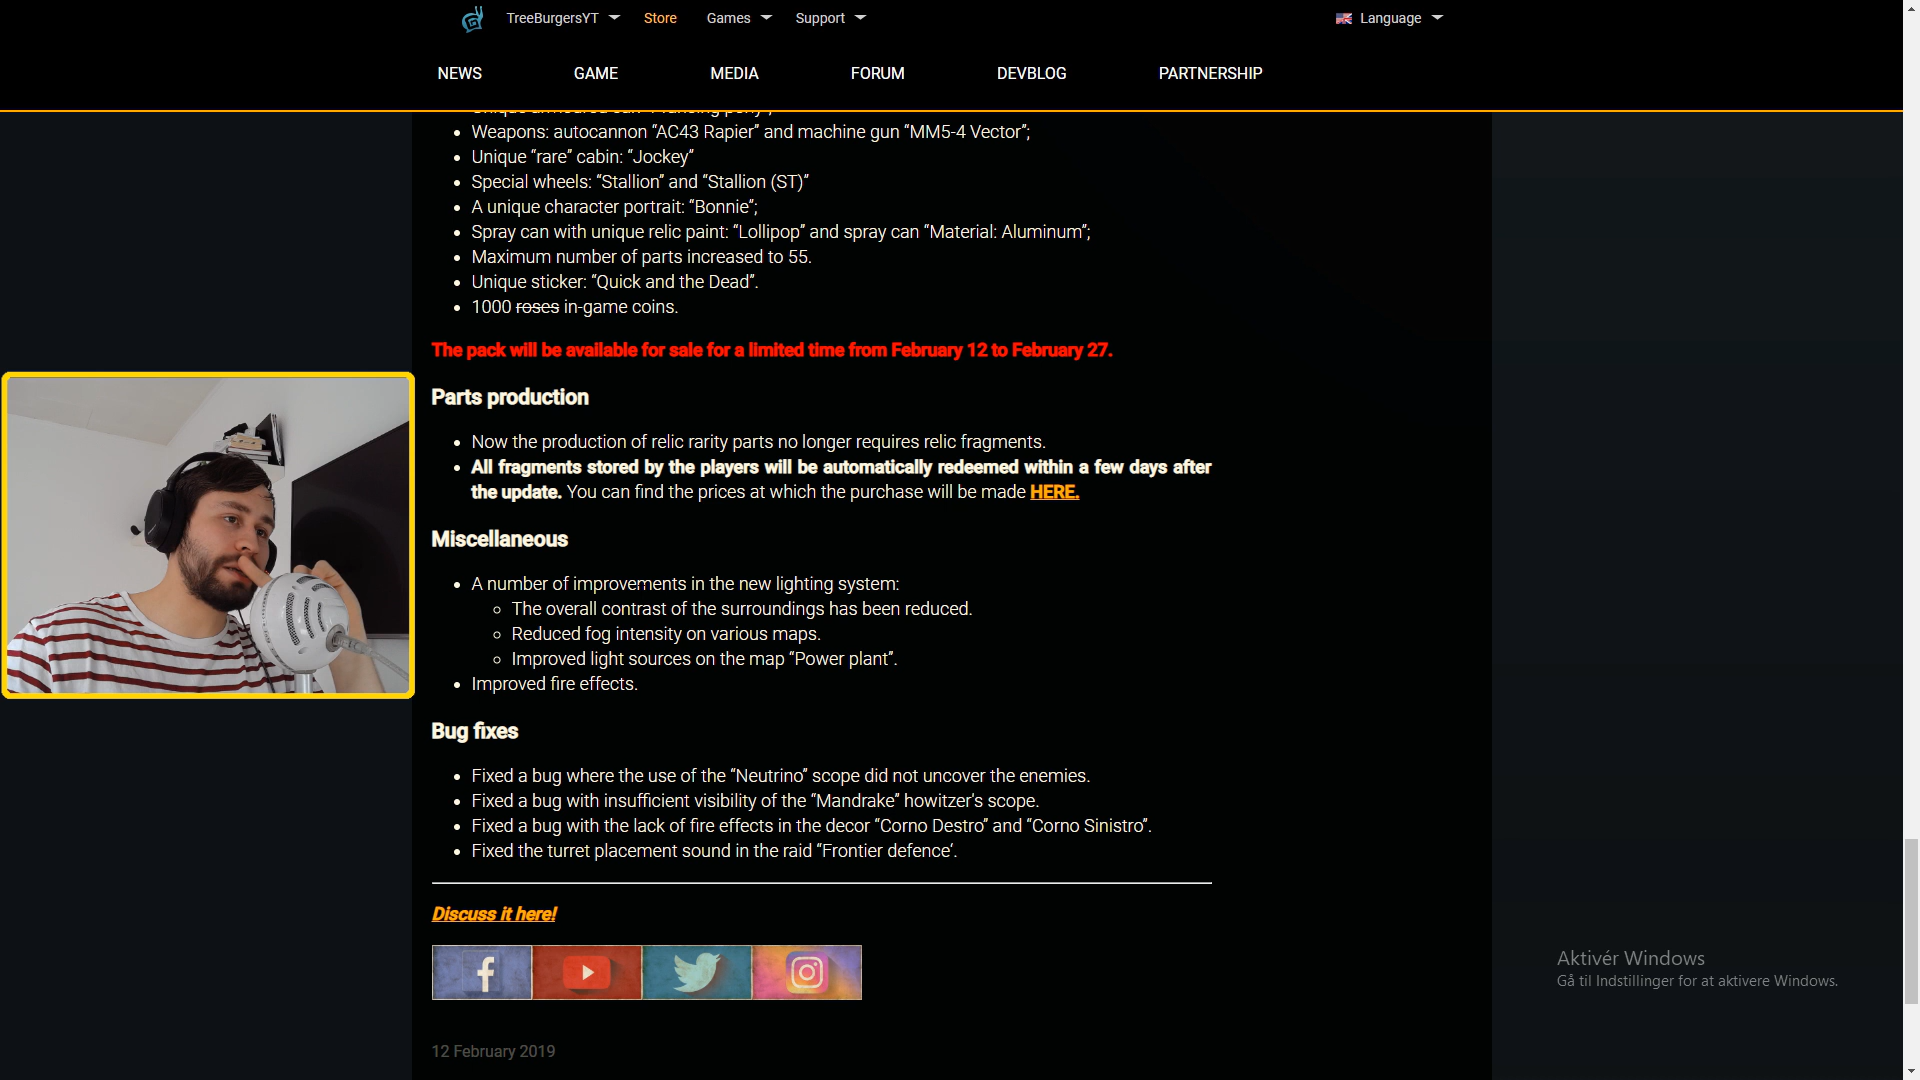 TreeBurgersYT Store Games Support Language
NEWS GAME MEDIA FORUM DEVBLOG PARTNERSHIP
Weapons: autocannon “AC43 Rapier” and machine gun “MM5-4 Vector”;
Unique “rare” cabin: “Jockey”
Special wheels: “Stallion” and “Stallion (ST)”
A unique character portrait: “Bonnie”;
Spray can with unique relic paint: “Lollipop” and spray can “Material: Aluminum”;
Maximum number of parts increased to 55.
Unique sticker: “Quick and the Dead”.
1000 roses in-game coins.
The pack will be available for sale for a limited time from February 12 to February 27.
Parts production
Now the production of relic rarity parts no longer requires relic fragments.
All fragments stored by the players will be automatically redeemed within a few days after
the update. You can find the prices at which the purchase will be made HERE.
Miscellaneous
A number of improvements in the new lighting system:
The overall contrast of the surroundings has been reduced.
Reduced fog intensity on various maps.
Improved light sources on the map “Power plant”.
Improved fire effects.
Bug fixes
Fixed a bug where the use of the “Neutrino” scope did not uncover the enemies.
Fixed a bug with insufficient visibility of the “Mandrake” howitzer's scope.
Fixed a bug with the lack of fire effects in the decor “Corno Destro” and “Corno Sinistro”.
Fixed the turret placement sound in the raid “Frontier defence‘.
Discuss it here!
12 February 2019
Aktivér Windows
Gå til Indstillinger for at aktivere Windows.